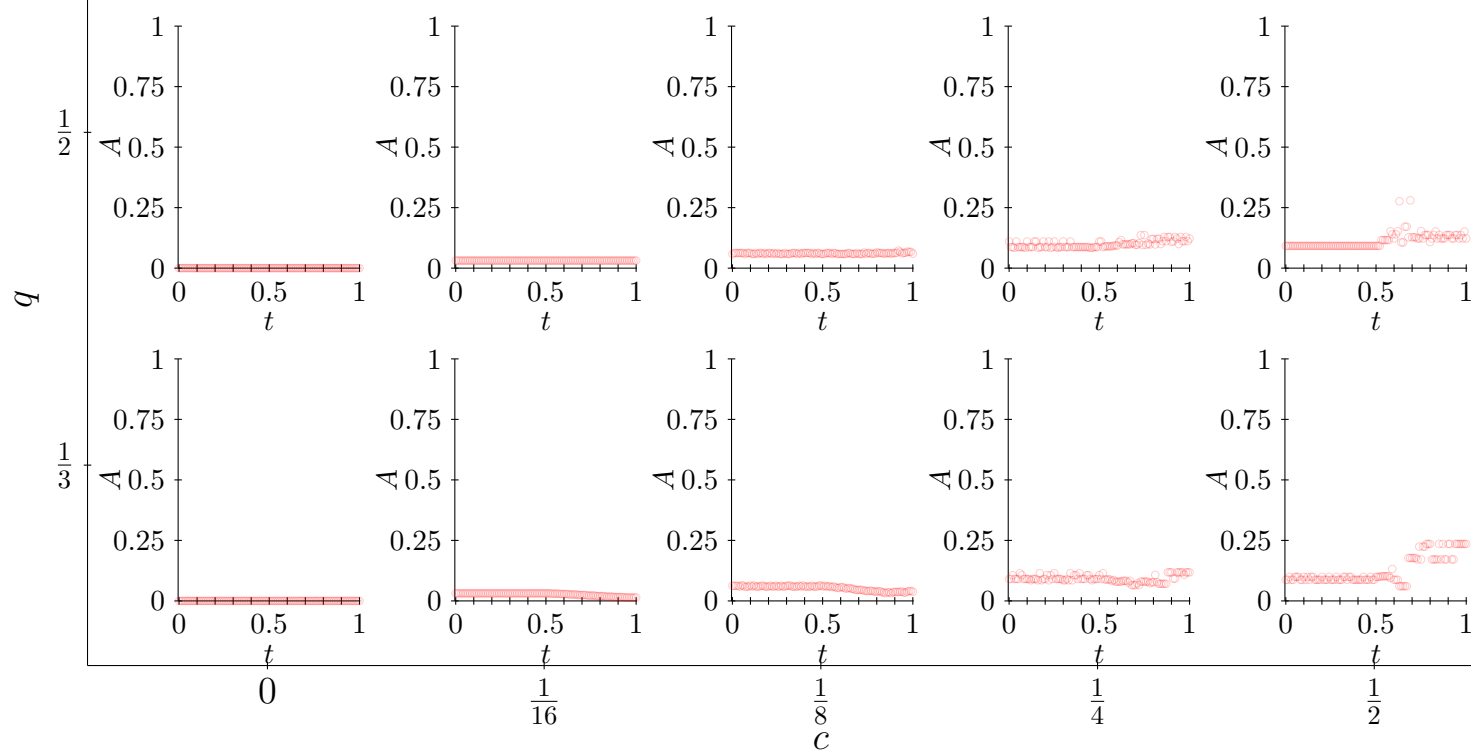 1 1 1 1 1
0.75 0.75 0.75 0.75 0.75
1/2 A 0.5 A 0.5 A 0.5 A 0.5 A 0.5
0.25 0.25 0.25 0.25 0.25
0 0 0 0 0
0 0.5 1 0 0.5 1 0 0.5 1 0 0.5 1 0 0.5 1
q
t t t t t
1 1 1 1 1
0.75 0.75 0.75 0.75 0.75
1/3 A 0.5 A 0.5 A 0.5 A 0.5 A 0.5
0.25 0.25 0.25 0.25 0.25
0 0 0 0 0
0 0.5 1 0 0.5 1 0 0.5 1 0 0.5 1 0 0.5 1
t t t t t
0 1/16 1/8 1/4 1/2
c